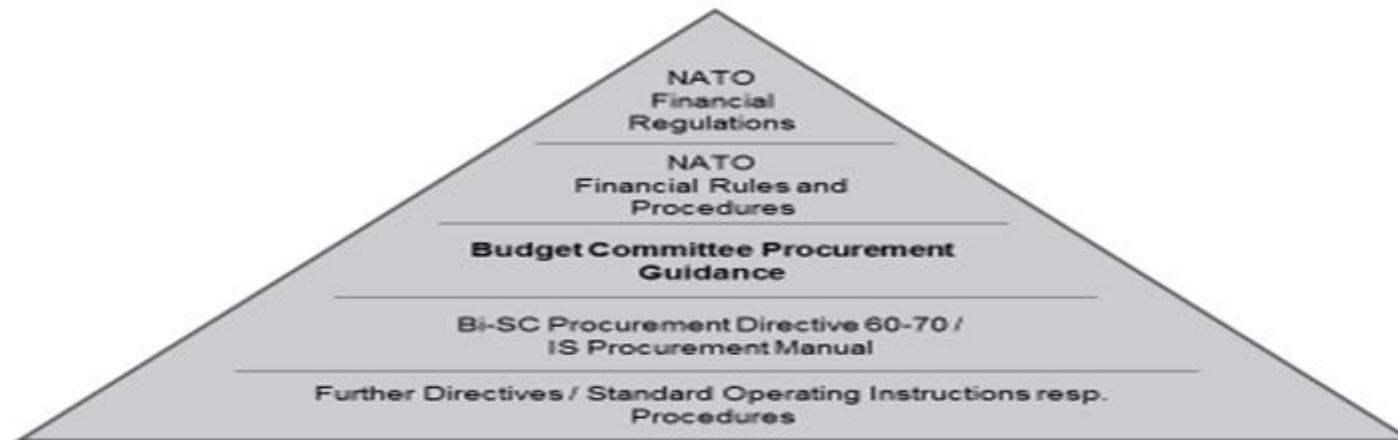 NATO
Financial
Regulations
NATO
Financial Rules and
Procedures
Budget Committee Procurement
Guidance
Bi-SC Procurement Directive 60-70 /
IS Procurement Manual
Further Directives / Standard Operating Instructions resp.
Procedures